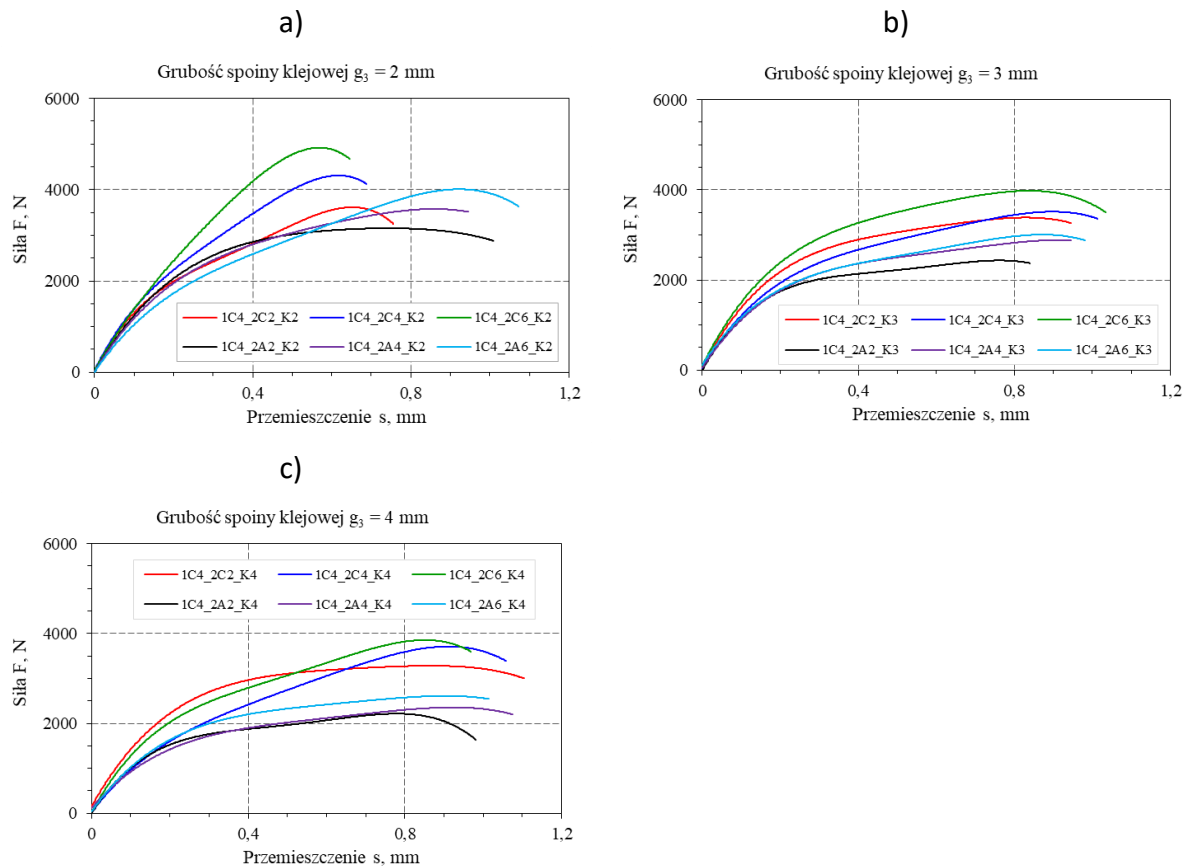 a)
Grubość spoiny klejowej g₃ = 2 mm
6000
4000
2000
0
Siła F, N
1C4_2C2_K2 1C4_2C4_K2 1C4_2C6_K2
1C4_2A2_K2 1C4_2A4_K2 1C4_2A6_K2
0 0,4 0,8 1,2
Przemieszczenie s, mm
b)
Grubość spoiny klejowej g₃ = 3 mm
6000
4000
2000
0
Siła F, N
1C4_2C2_K3 1C4_2C4_K3 1C4_2C6_K3
1C4_2A2_K3 1C4_2A4_K3 1C4_2A6_K3
0 0,4 0,8 1,2
Przemieszczenie s, mm
c)
Grubość spoiny klejowej g₃ = 4 mm
6000
4000
2000
0
Siła F, N
1C4_2C2_K4 1C4_2C4_K4 1C4_2C6_K4
1C4_2A2_K4 1C4_2A4_K4 1C4_2A6_K4
0 0,4 0,8 1,2
Przemieszczenie s, mm